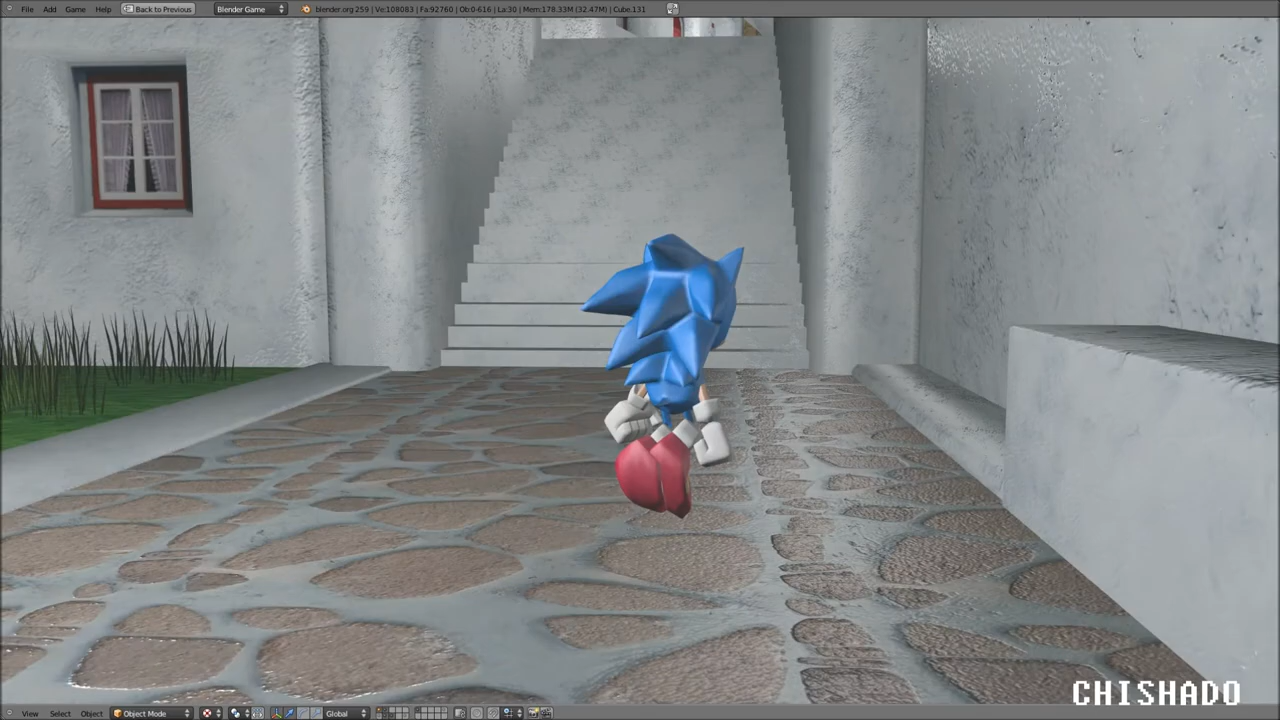 File Add Game Help Back to Previous Blender Game blender.org 259 | Ve:108083 | Fa:92760 | Ob:0-616 | La:30 | Mem:178.33M (32.47M) | Cube.131
CHISHADO
View Select Object Object Mode Global